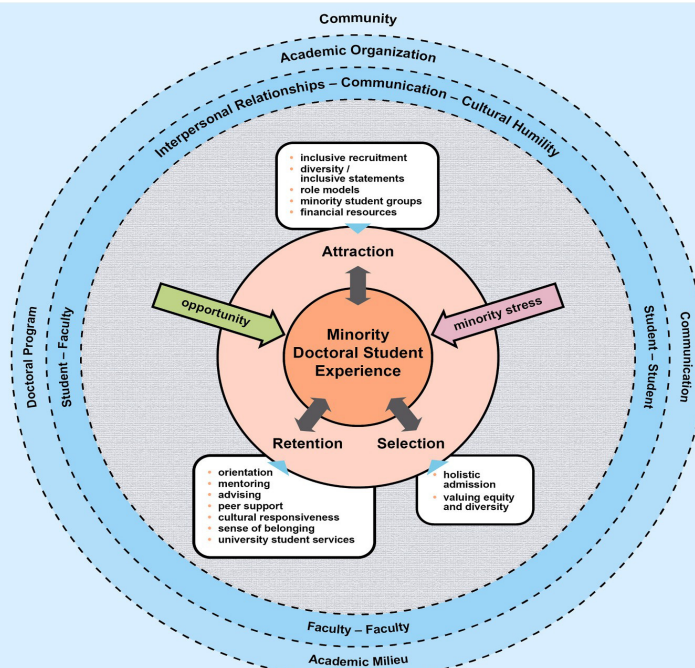 Community
Academic Organization
Interpersonal Relationships – Communication – Cultural Humility
• inclusive recruitment
• diversity /
inclusive statements
• role models
• minority student groups
• financial resources
Attraction
opportunity
minority stress
Minority
Doctoral Student
Experience
Doctoral Program
Student – Faculty
Student – Student
Communication
Retention
Selection
• orientation
• mentoring
• advising
• peer support
• cultural responsiveness
• sense of belonging
• university student services
• holistic
admission
• valuing equity
and diversity
Faculty – Faculty
Academic Milieu